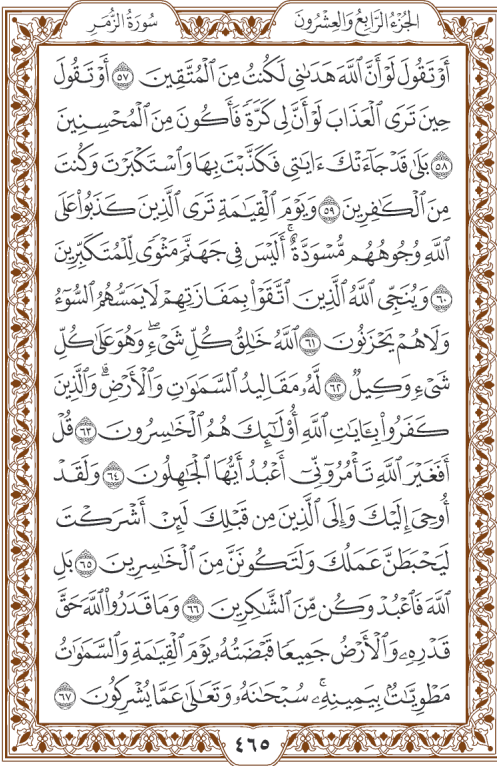 الجُزْءُ الرَّابِعُ وَالعِشْرُونَ
سُورَةُ الزُّمَرِ
أَوْ تَقُولَ لَوْ أَنَّ ٱللَّهَ هَدَىٰنِى لَكُنتُ مِنَ ٱلْمُتَّقِينَ ٥٧ أَوْ تَقُولَ
حِينَ تَرَى ٱلْعَذَابَ لَوْ أَنَّ لِى كَرَّةً فَأَكُونَ مِنَ ٱلْمُحْسِنِينَ
٥٨ بَلَىٰ قَدْ جَآءَتْكَ ءَايَٰتِى فَكَذَّبْتَ بِهَا وَٱسْتَكْبَرْتَ وَكُنتَ
مِنَ ٱلْكَٰفِرِينَ ٥٩ وَيَوْمَ ٱلْقِيَٰمَةِ تَرَى ٱلَّذِينَ كَذَبُوا۟ عَلَى
ٱللَّهِ وُجُوهُهُم مُّسْوَدَّةٌ ۚ أَلَيْسَ فِى جَهَنَّمَ مَثْوًى لِّلْمُتَكَبِّرِينَ
٦٠ وَيُنَجِّى ٱللَّهُ ٱلَّذِينَ ٱتَّقَوْا۟ بِمَفَازَتِهِمْ لَا يَمَسُّهُمُ ٱلسُّوٓءُ
وَلَا هُمْ يَحْزَنُونَ ٦١ ٱللَّهُ خَٰلِقُ كُلِّ شَىْءٍ ۖ وَهُوَ عَلَىٰ كُلِّ
شَىْءٍ وَكِيلٌ ٦٢ لَّهُۥ مَقَالِيدُ ٱلسَّمَٰوَٰتِ وَٱلْأَرْضِ ۗ وَٱلَّذِينَ
كَفَرُوا۟ بِـَٔايَٰتِ ٱللَّهِ أُو۟لَٰٓئِكَ هُمُ ٱلْخَٰسِرُونَ ٦٣ قُلْ
أَفَغَيْرَ ٱللَّهِ تَأْمُرُوٓنِّىٓ أَعْبُدُ أَيُّهَا ٱلْجَٰهِلُونَ ٦٤ وَلَقَدْ
أُوحِىَ إِلَيْكَ وَإِلَى ٱلَّذِينَ مِن قَبْلِكَ لَئِنْ أَشْرَكْتَ
لَيَحْبَطَنَّ عَمَلُكَ وَلَتَكُونَنَّ مِنَ ٱلْخَٰسِرِينَ ٦٥ بَلِ
ٱللَّهَ فَٱعْبُدْ وَكُن مِّنَ ٱلشَّٰكِرِينَ ٦٦ وَمَا قَدَرُوا۟ ٱللَّهَ حَقَّ
قَدْرِهِۦ وَٱلْأَرْضُ جَمِيعًا قَبْضَتُهُۥ يَوْمَ ٱلْقِيَٰمَةِ وَٱلسَّمَٰوَٰتُ
مَطْوِيَّٰتٌۢ بِيَمِينِهِۦ ۚ سُبْحَٰنَهُۥ وَتَعَٰلَىٰ عَمَّا يُشْرِكُونَ ٦٧
٤٦٥